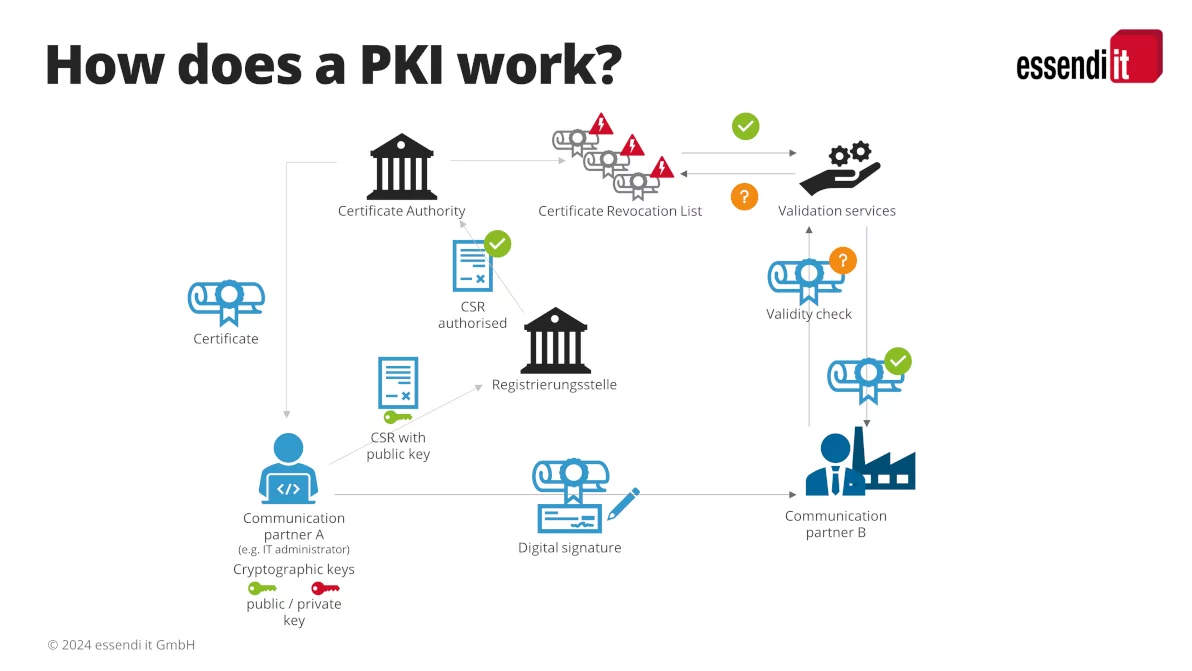 How does a PKI work?
essendi it
Certificate Authority
Certificate Revocation List
?
Validation services
CSR
authorised
?
Validity check
Certificate
Registrierungsstelle
CSR with
public key
</>
Communication
partner A
(e.g. IT administrator)
Cryptographic keys
public / private
key
Digital signature
Communication
partner B
© 2024 essendi it GmbH